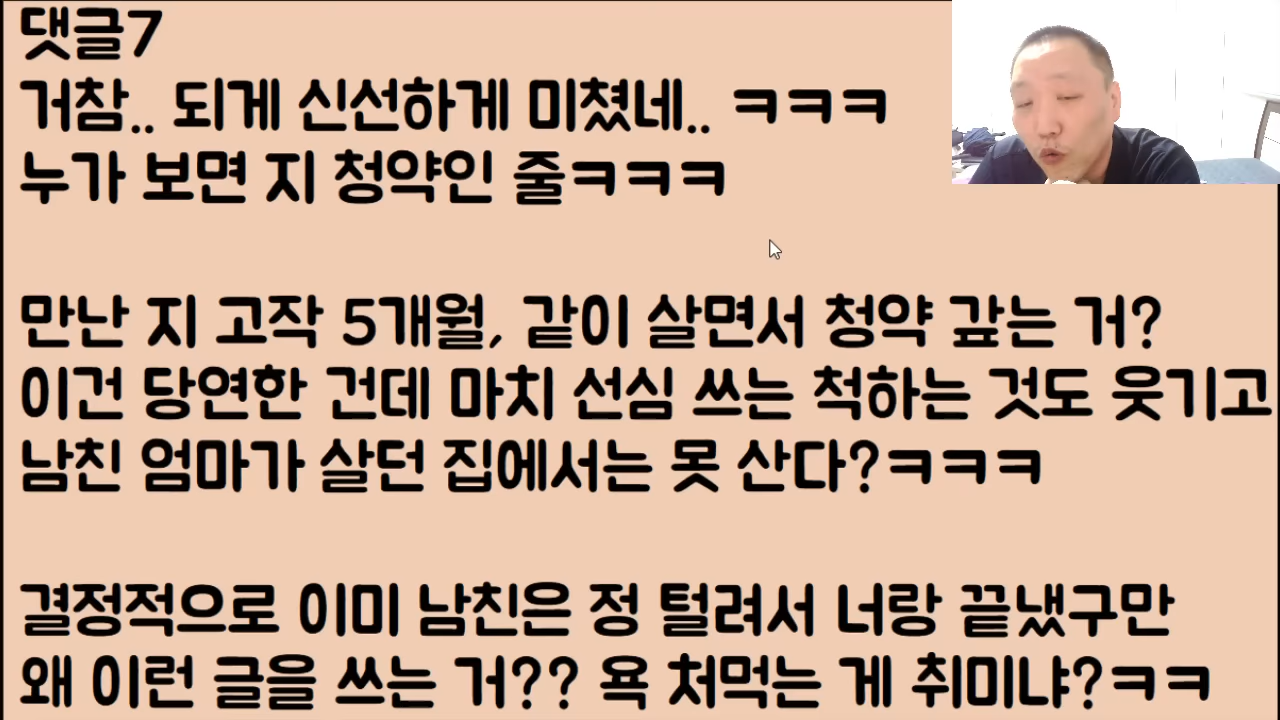 댓글7
거참.. 되게 신선하게 미쳤네.. ㅋㅋㅋ
누가 보면 지 청약인 줄ㅋㅋㅋ
만난 지 고작 5개월, 같이 살면서 청약 갚는 거?
이건 당연한 건데 마치 선심 쓰는 척하는 것도 웃기고
남친 엄마가 살던 집에서는 못 산다?ㅋㅋㅋ
결정적으로 이미 남친은 정 털려서 너랑 끝냈구만
왜 이런 글을 쓰는 거?? 욕 처먹는 게 취미냐?ㅋㅋ